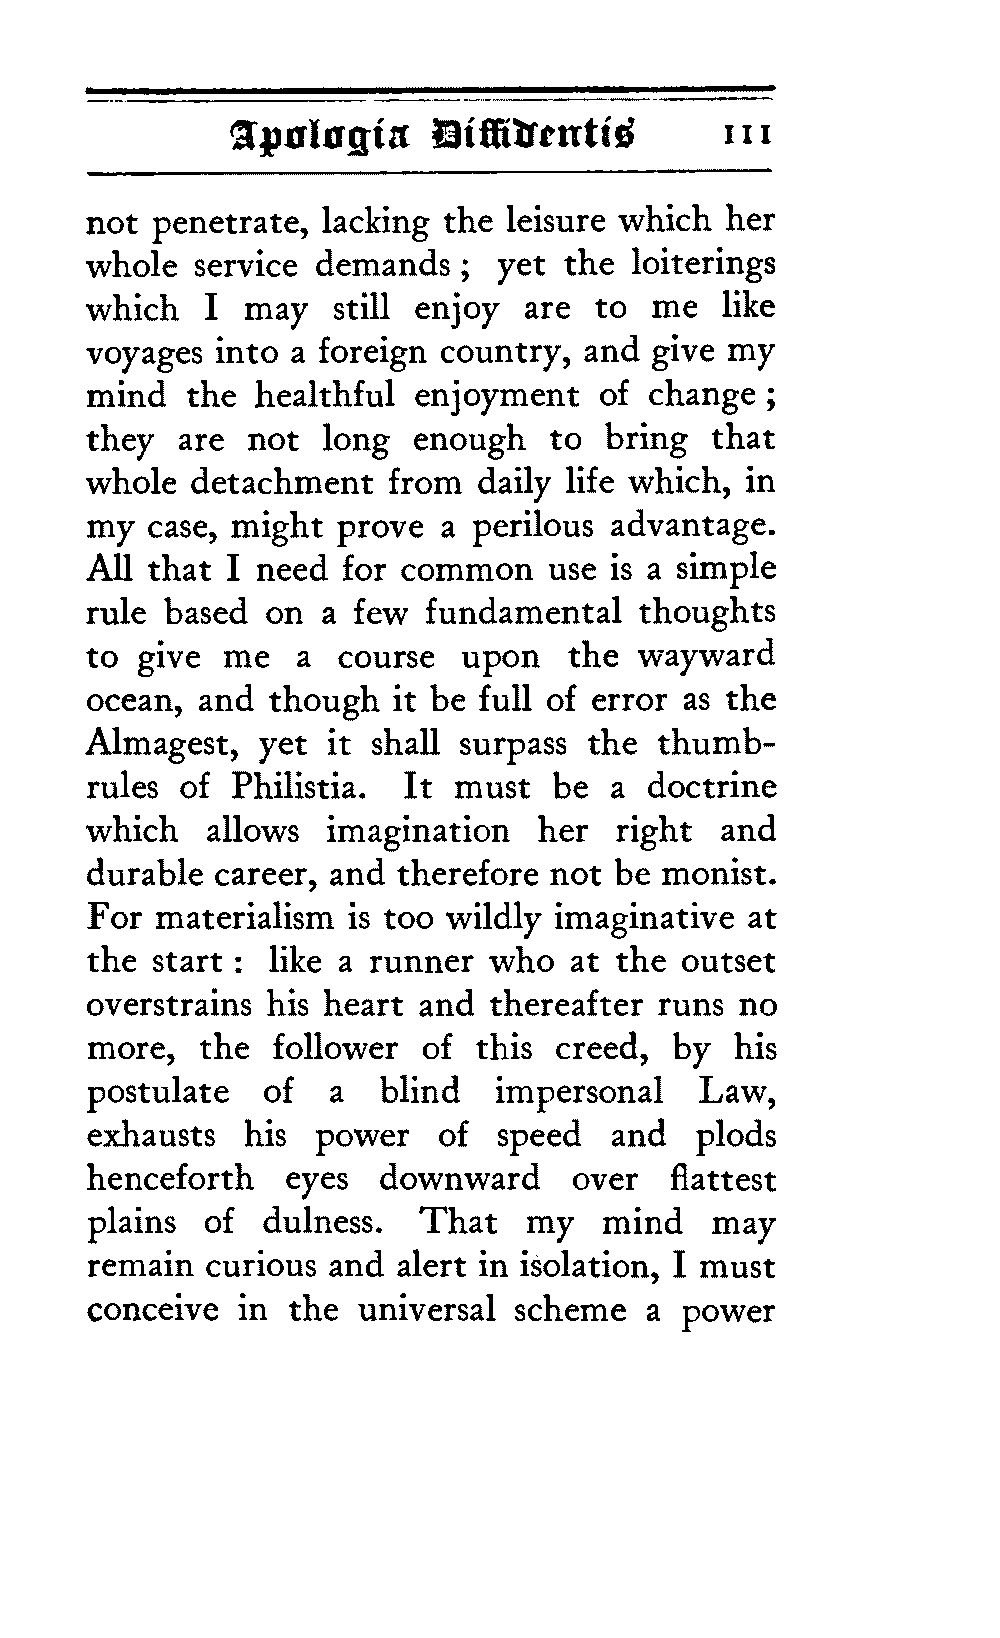 Apologia Diffidentis 111
not penetrate, lacking the leisure which her
whole service demands ; yet the loiterings
which I may still enjoy are to me like
voyages into a foreign country, and give my
mind the healthful enjoyment of change ;
they are not long enough to bring that
whole detachment from daily life which, in
my case, might prove a perilous advantage.
All that I need for common use is a simple
rule based on a few fundamental thoughts
to give me a course upon the wayward
ocean, and though it be full of error as the
Almagest, yet it shall surpass the thumb-
rules of Philistia. It must be a doctrine
which allows imagination her right and
durable career, and therefore not be monist.
For materialism is too wildly imaginative at
the start : like a runner who at the outset
overstrains his heart and thereafter runs no
more, the follower of this creed, by his
postulate of a blind impersonal Law,
exhausts his power of speed and plods
henceforth eyes downward over flattest
plains of dulness. That my mind may
remain curious and alert in isolation, I must
conceive in the universal scheme a power